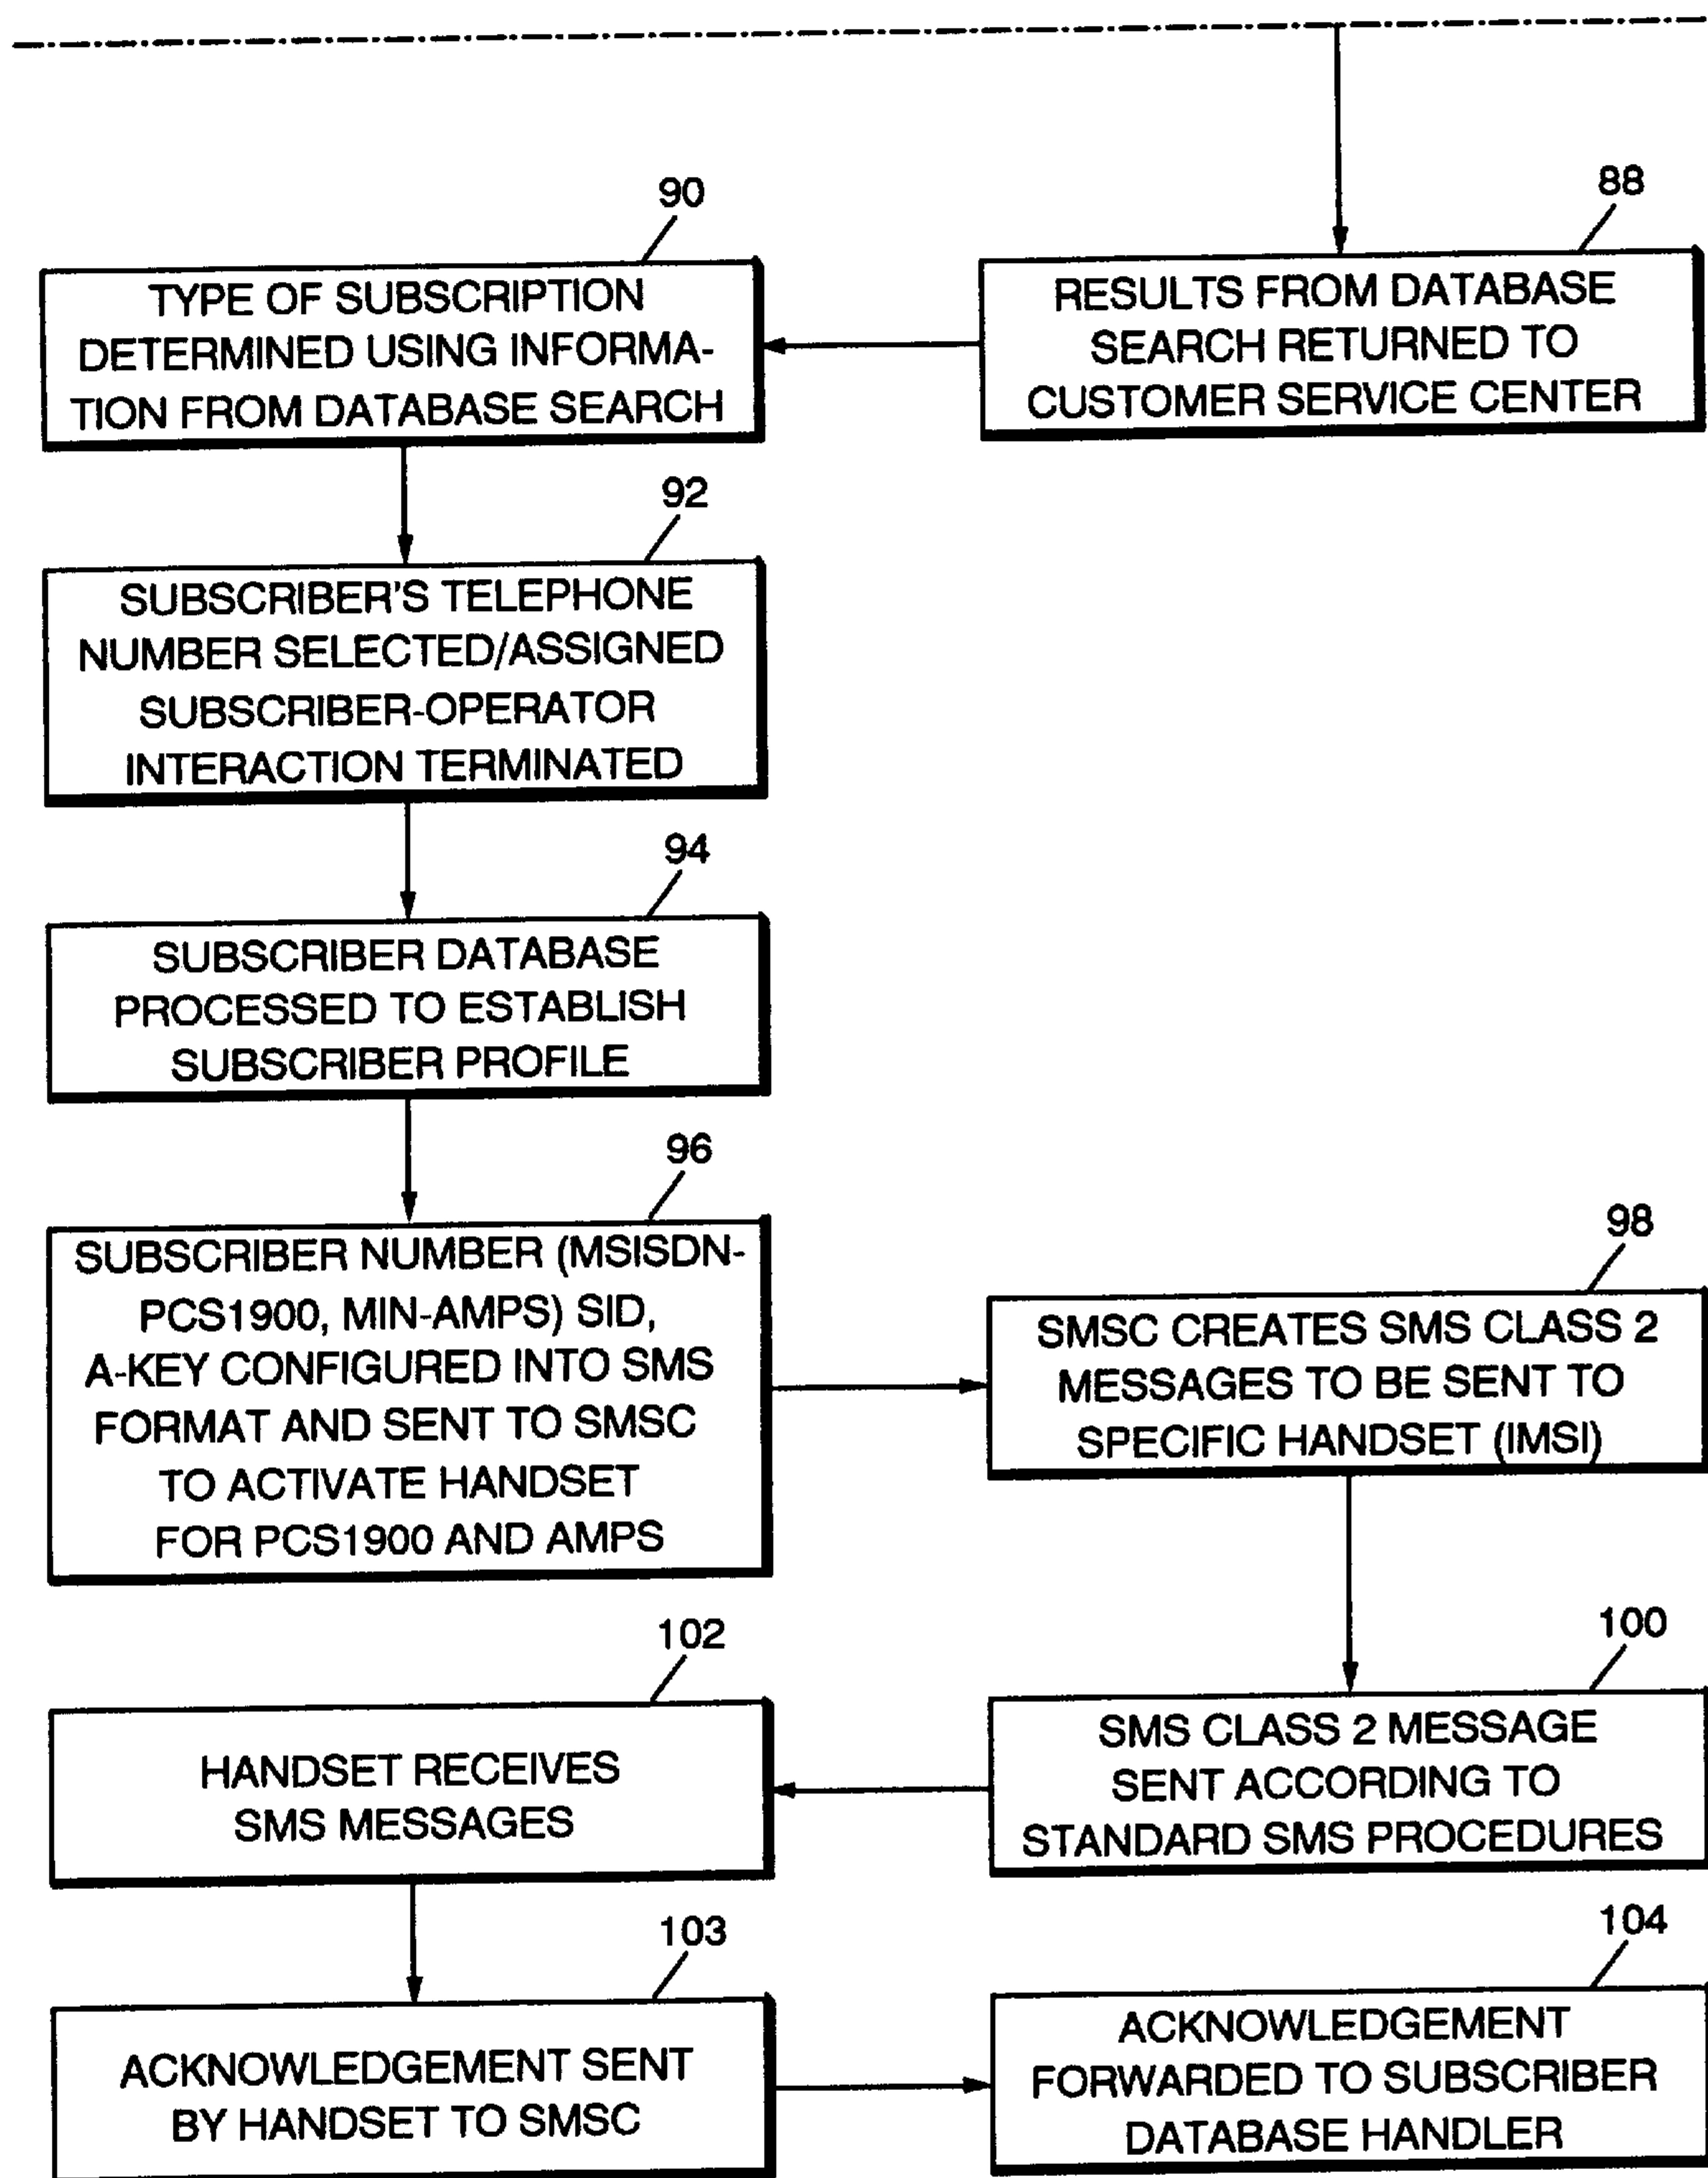 88
RESULTS FROM DATABASE
SEARCH RETURNED TO
CUSTOMER SERVICE CENTER
90
TYPE OF SUBSCRIPTION
DETERMINED USING INFORMA-
TION FROM DATABASE SEARCH
92
SUBSCRIBER'S TELEPHONE
NUMBER SELECTED/ASSIGNED
SUBSCRIBER-OPERATOR
INTERACTION TERMINATED
94
SUBSCRIBER DATABASE
PROCESSED TO ESTABLISH
SUBSCRIBER PROFILE
96
SUBSCRIBER NUMBER (MSISDN-
PCS1900, MIN-AMPS) SID,
A-KEY CONFIGURED INTO SMS
FORMAT AND SENT TO SMSC
TO ACTIVATE HANDSET
FOR PCS1900 AND AMPS
98
SMSC CREATES SMS CLASS 2
MESSAGES TO BE SENT TO
SPECIFIC HANDSET (IMSI)
100
SMS CLASS 2 MESSAGE
SENT ACCORDING TO
STANDARD SMS PROCEDURES
102
HANDSET RECEIVES
SMS MESSAGES
103
ACKNOWLEDGEMENT SENT
BY HANDSET TO SMSC
104
ACKNOWLEDGEMENT
FORWARDED TO SUBSCRIBER
DATABASE HANDLER